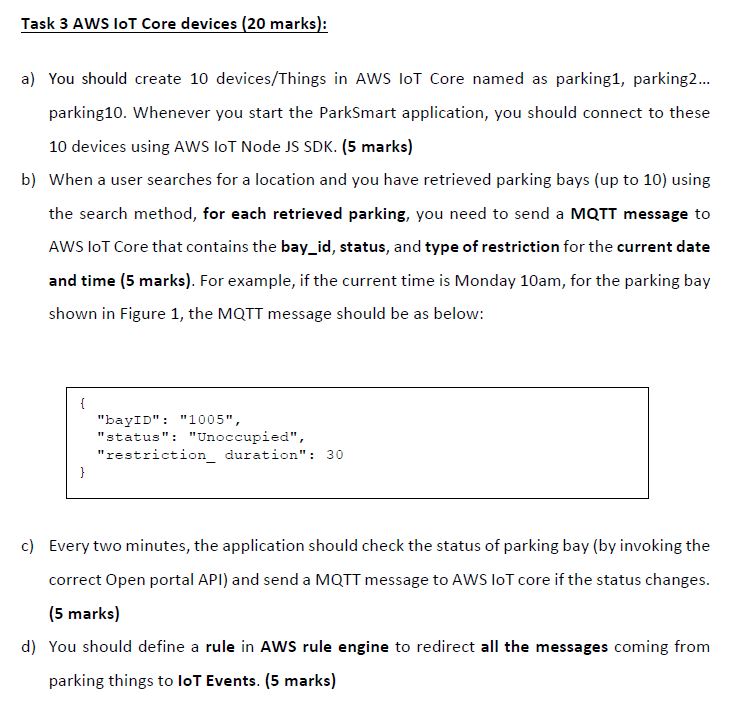 Task 3 AWS IoT Core devices (20 marks):
a) You should create 10 devices/Things in AWS IoT Core named as parking1, parking2...
parking10. Whenever you start the ParkSmart application, you should connect to these
10 devices using AWS IoT Node JS SDK. (5 marks)
b) When a user searches for a location and you have retrieved parking bays (up to 10) using
the search method, for each retrieved parking, you need to send a MQTT message to
AWS IoT Core that contains the bay_id, status, and type of restriction for the current date
and time (5 marks). For example, if the current time is Monday 10am, for the parking bay
shown in Figure 1, the MQTT message should be as below:
{
"bayID": "1005",
"status": "Unoccupied",
"restriction_ duration": 30
}
c) Every two minutes, the application should check the status of parking bay (by invoking the
correct Open portal API) and send a MQTT message to AWS IoT core if the status changes.
(5 marks)
d) You should define a rule in AWS rule engine to redirect all the messages coming from
parking things to IoT Events. (5 marks)